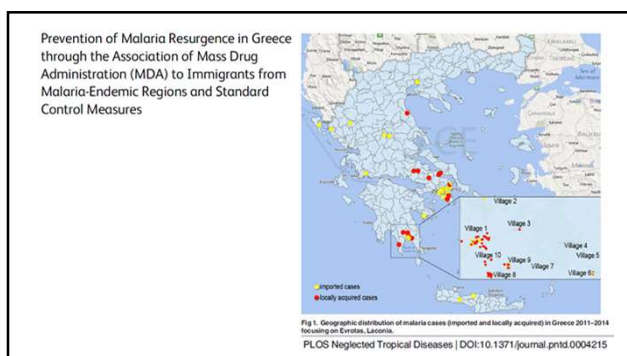 Prevention of Malaria Resurgence in Greece
through the Association of Mass Drug
Administration (MDA) to Immigrants from
Malaria-Endemic Regions and Standard
Control Measures
Village 2
Village 1
Village 3
Village 4
Village 10
Village 5
Village 9
Village 7
Village 6
Village 8
imported cases
locally acquired cases
Fig 1. Geographic distribution of malaria cases (imported and locally acquired) in Greece 2011–2014
focusing on Evrotas, Laconia.
PLOS Neglected Tropical Diseases | DOI:10.1371/journal.pntd.0004215